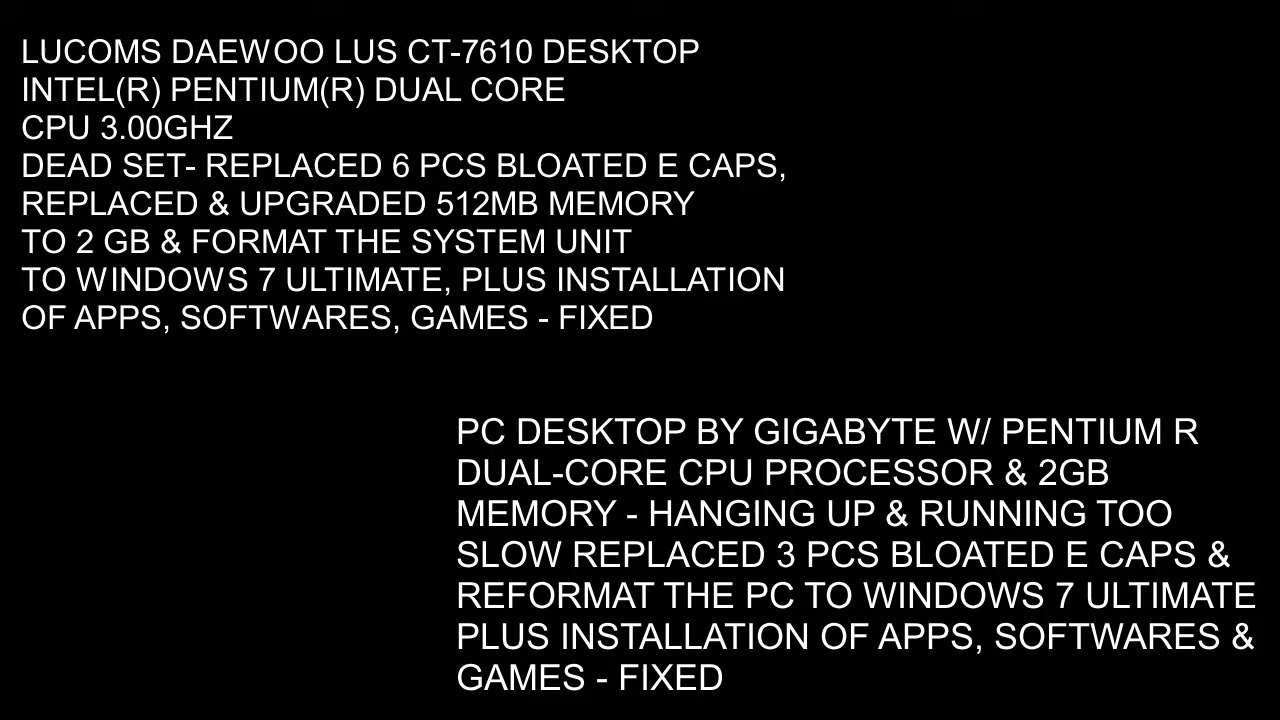 LUCOMS DAEWOO LUS CT-7610 DESKTOP
INTEL(R) PENTIUM(R) DUAL CORE
CPU 3.00GHZ
DEAD SET- REPLACED 6 PCS BLOATED E CAPS,
REPLACED & UPGRADED 512MB MEMORY
TO 2 GB & FORMAT THE SYSTEM UNIT
TO WINDOWS 7 ULTIMATE, PLUS INSTALLATION
OF APPS, SOFTWARES, GAMES - FIXED
PC DESKTOP BY GIGABYTE W/ PENTIUM R
DUAL-CORE CPU PROCESSOR & 2GB
MEMORY - HANGING UP & RUNNING TOO
SLOW REPLACED 3 PCS BLOATED E CAPS &
REFORMAT THE PC TO WINDOWS 7 ULTIMATE
PLUS INSTALLATION OF APPS, SOFTWARES &
GAMES - FIXED